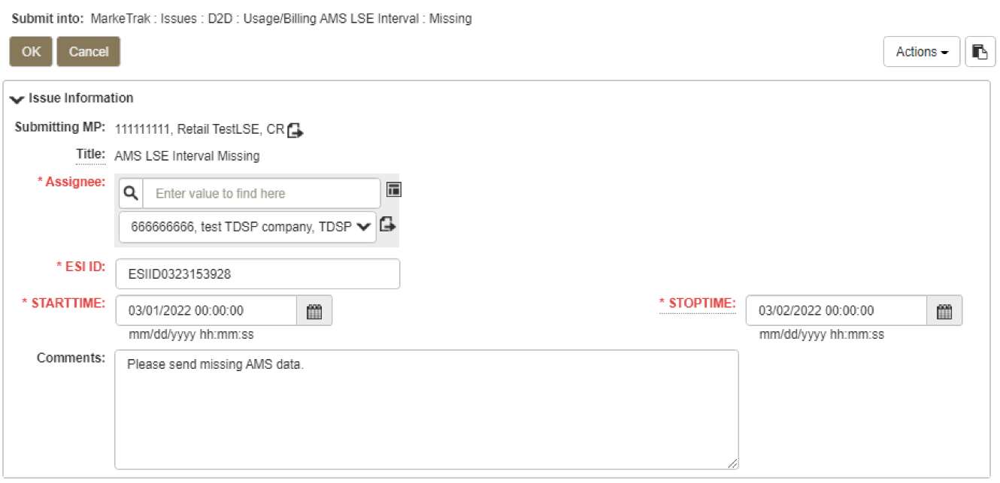 Submit into: MarkeTrak : Issues : D2D : Usage/Billing AMS LSE Interval : Missing
OK Cancel Actions
Issue Information
Submitting MP: 111111111, Retail TestLSE, CR
Title: AMS LSE Interval Missing
* Assignee: Enter value to find here
666666666, test TDSP company, TDSP
* ESI ID: ESIID0323153928
* STARTTIME: 03/01/2022 00:00:00 * STOPTIME: 03/02/2022 00:00:00
mm/dd/yyyy hh:mm:ss mm/dd/yyyy hh:mm:ss
Comments: Please send missing AMS data.